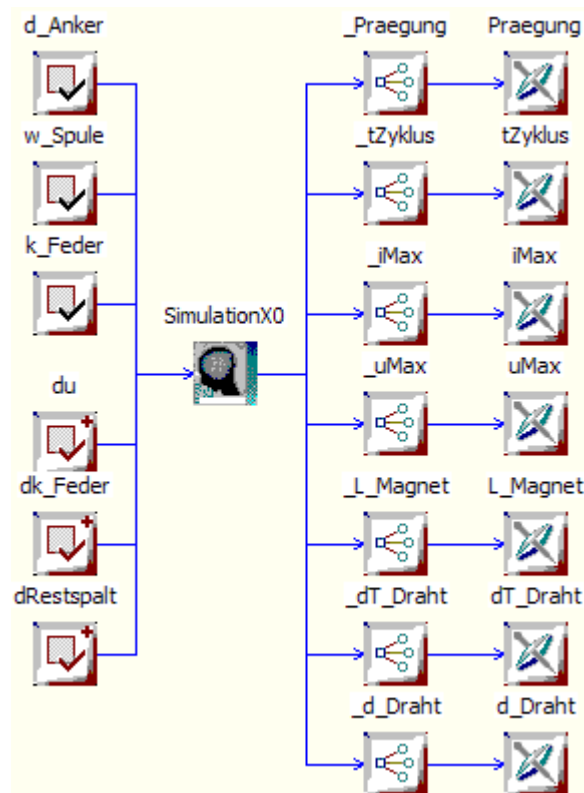 d_Anker
w_Spule
k_Feder
du
dk_Feder
dRestspalt
SimulationX0
_Praegung
Praegung
_tZyklus
tZyklus
_iMax
iMax
_uMax
uMax
_L_Magnet
L_Magnet
_dT_Draht
dT_Draht
_d_Draht
d_Draht